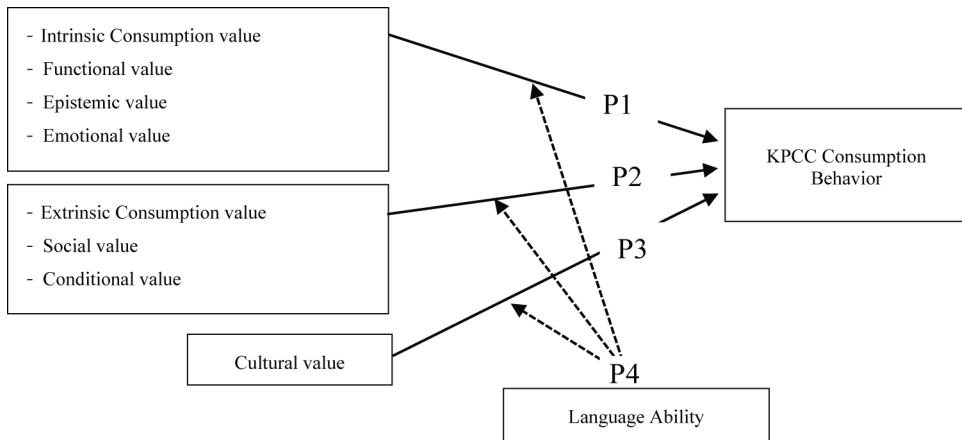 - Intrinsic Consumption value
- Functional value
- Epistemic value
- Emotional value
P1
KPCC Consumption
Behavior
P2
- Extrinsic Consumption value
- Social value
- Conditional value
P3
Cultural value
P4
Language Ability